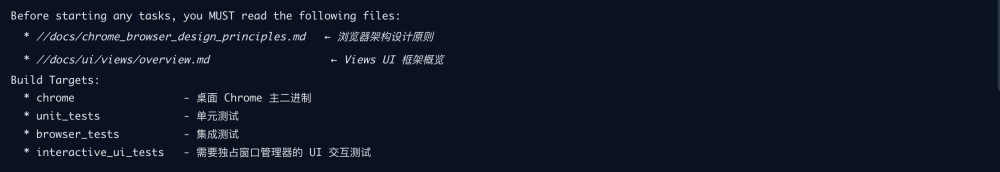 Before starting any tasks, you MUST read the following files:
* //docs/chrome_browser_design_principles.md ← 浏览器架构设计原则
* //docs/ui/views/overview.md ← Views UI 框架概览
Build Targets:
* chrome - 桌面 Chrome 主二进制
* unit_tests - 单元测试
* browser_tests - 集成测试
* interactive_ui_tests - 需要独占窗口管理器的 UI 交互测试